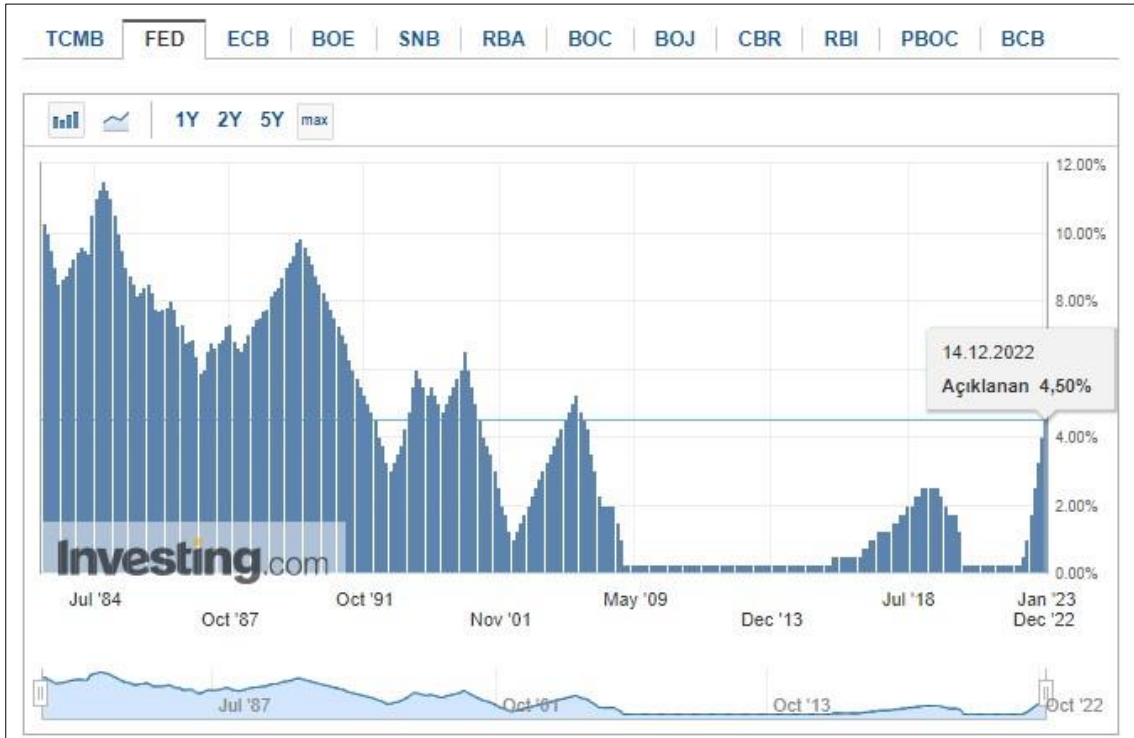 TCMB FED ECB BOE SNB RBA BOC BOJ CBR RBI PBOC BCB
1Y 2Y 5Y max
12.00%
10.00%
8.00%
14.12.2022
Açıklanan 4,50%
4.00%
2.00%
0.00%
Investing.com
Jul '84 Oct '91 May '09 Jul '18 Jan '23
Oct '87 Nov '01 Dec '13 Dec '22
Jul '87 Oct '01 Oct '13 Oct '22